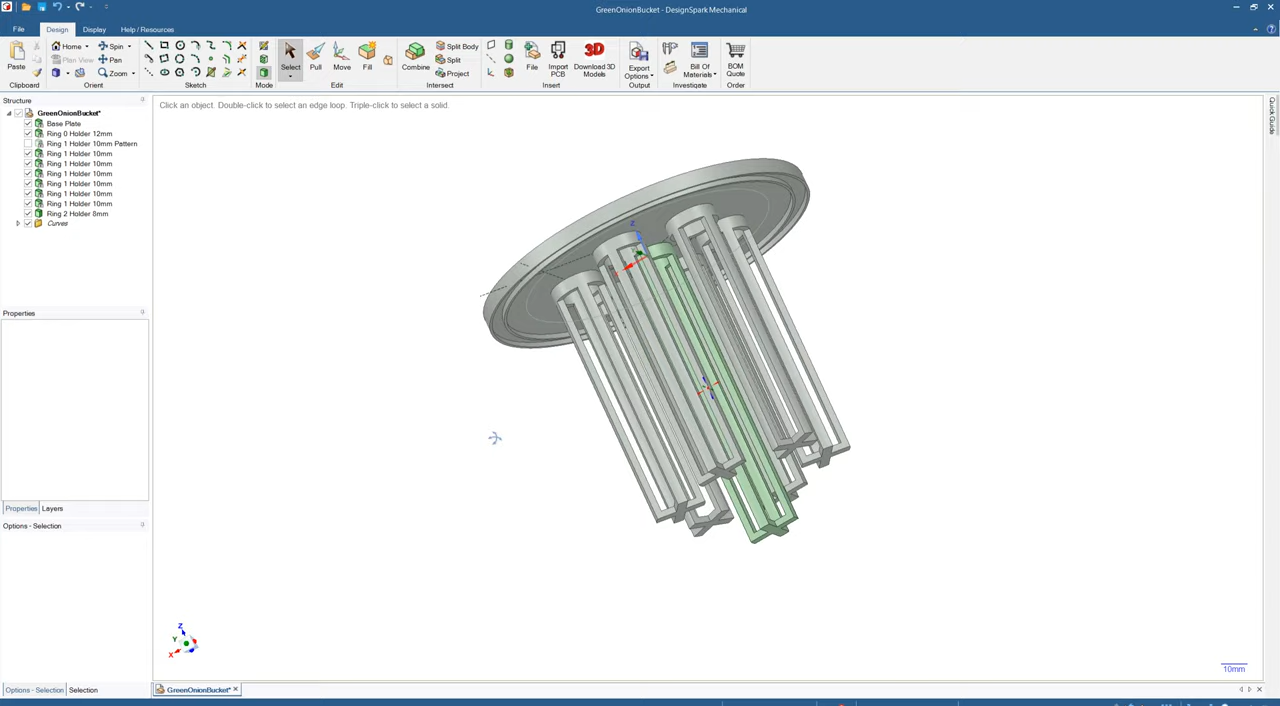 GreenOnionBucket - DesignSpark Mechanical
File Design Display Help / Resources
Paste
Clipboard
Home Spin
Plan View Pan
Zoom
Orient
Sketch
Mode
Select Pull Move Fill
Edit
Combine
Split Body
Split
Project
Intersect
File Import PCB Download 3D Models
3D
Insert
Export Options
Output
Bill Of Materials
Investigate
BOM Quote
Order
Structure
Click an object. Double-click to select an edge loop. Triple-click to select a solid.
Quick Guide
GreenOnionBucket*
Base Plate
Ring 0 Holder 12mm
Ring 1 Holder 10mm Pattern
Ring 1 Holder 10mm
Ring 1 Holder 10mm
Ring 1 Holder 10mm
Ring 1 Holder 10mm
Ring 1 Holder 10mm
Ring 1 Holder 10mm
Ring 2 Holder 8mm
Curves
Z
Properties
Properties Layers
Options - Selection
Z
Y
X
10mm
Options - Selection Selection
GreenOnionBucket*